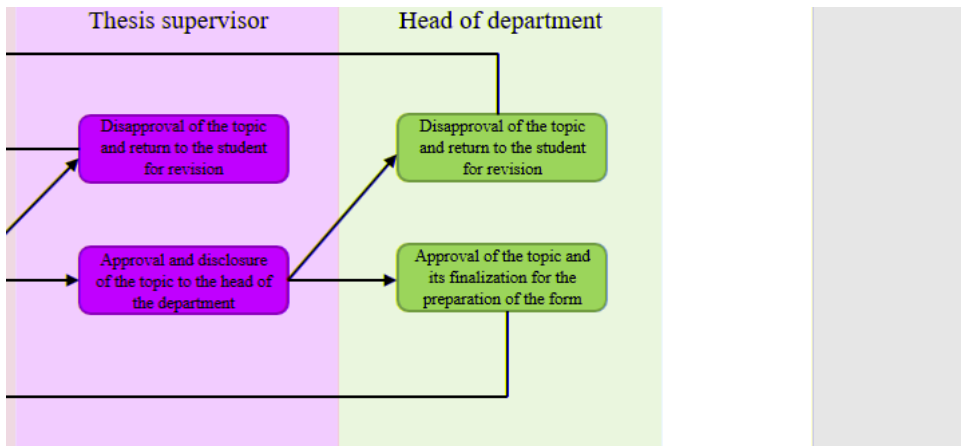 Thesis supervisor
Head of department
Disapproval of the topic
and return to the student
for revision
Disapproval of the topic
and return to the student
for revision
Approval and disclosure
of the topic to the head of
the department
Approval of the topic and
its finalization for the
preparation of the form